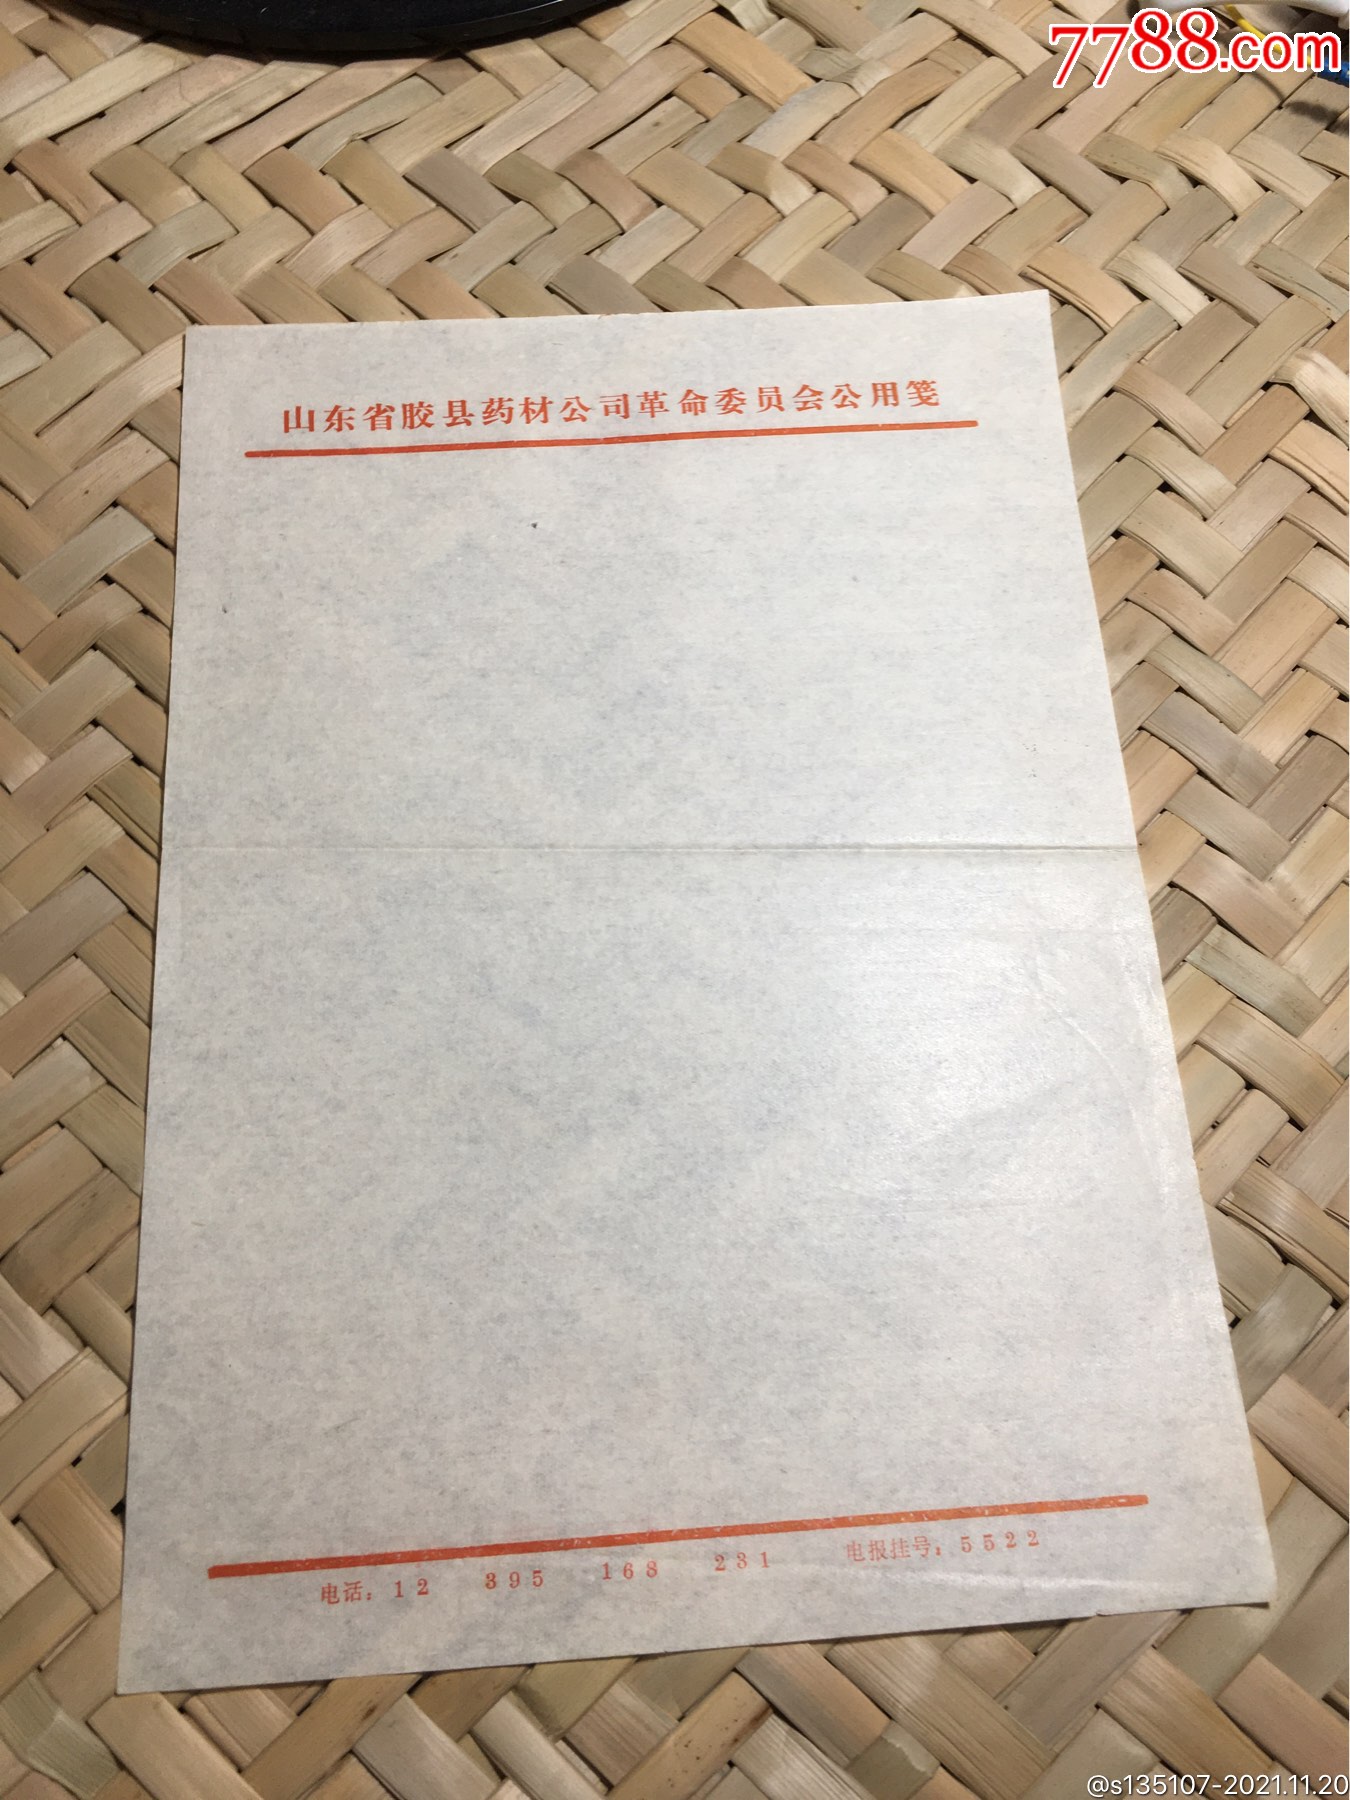 7788.com
山东省胶县药材公司革命委员会公用笺
电话：12 395 168 231 电报挂号：5522
@s135107-2021.11.20